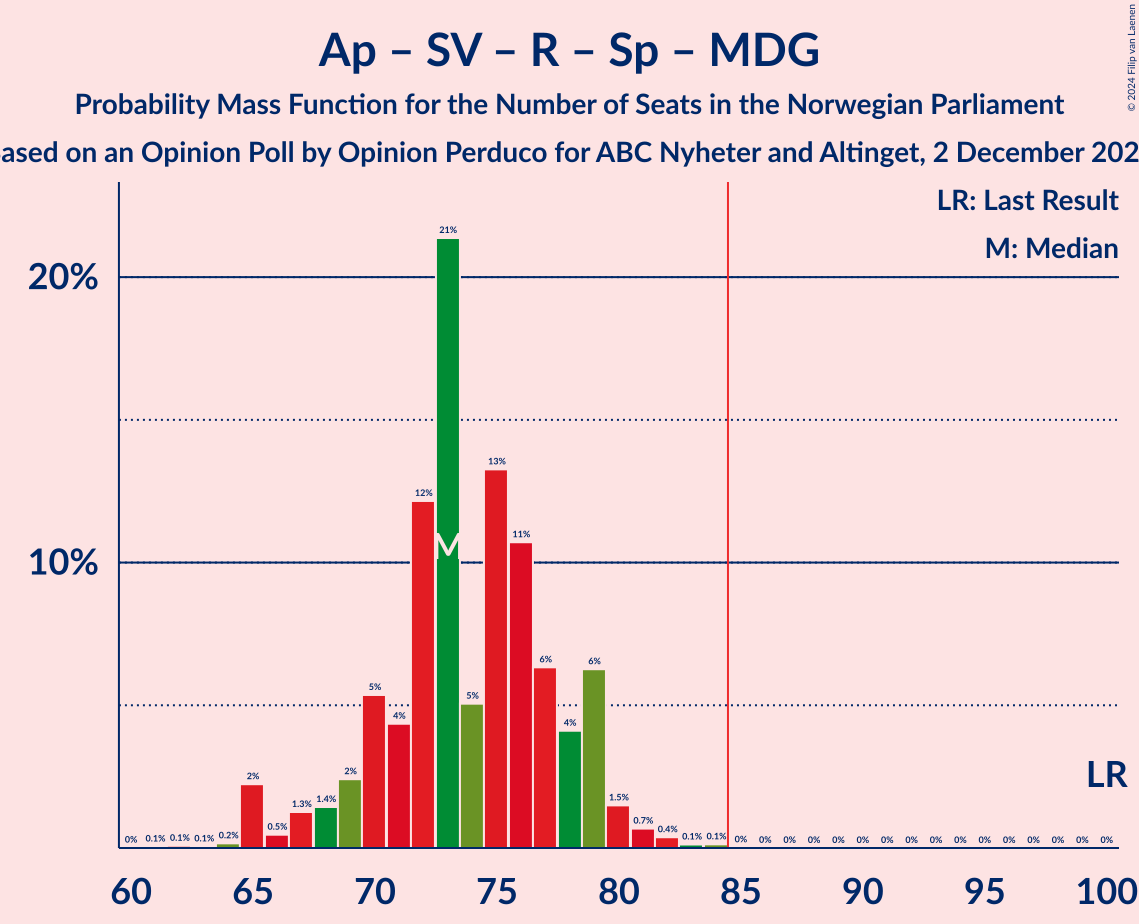 Ap – SV – R – Sp – MDG
Probability Mass Function for the Number of Seats in the Norwegian Parliament
ased on an Opinion Poll by Opinion Perduco for ABC Nyheter and Altinget, 2 December 202
© 2024 Filip van Laenen
LR: Last Result
M: Median
20%
10%
0% 0.1% 0.1% 0.1% 0.2% 2% 0.5% 1.3% 1.4% 2% 5% 4% 12% 21% 5% 13% 11% 6% 4% 6% 1.5% 0.7% 0.4% 0.1% 0.1% 0% 0% 0% 0% 0% 0% 0% 0% 0% 0% 0% 0% 0% 0% 0% 0%
M
LR
60 65 70 75 80 85 90 95 100